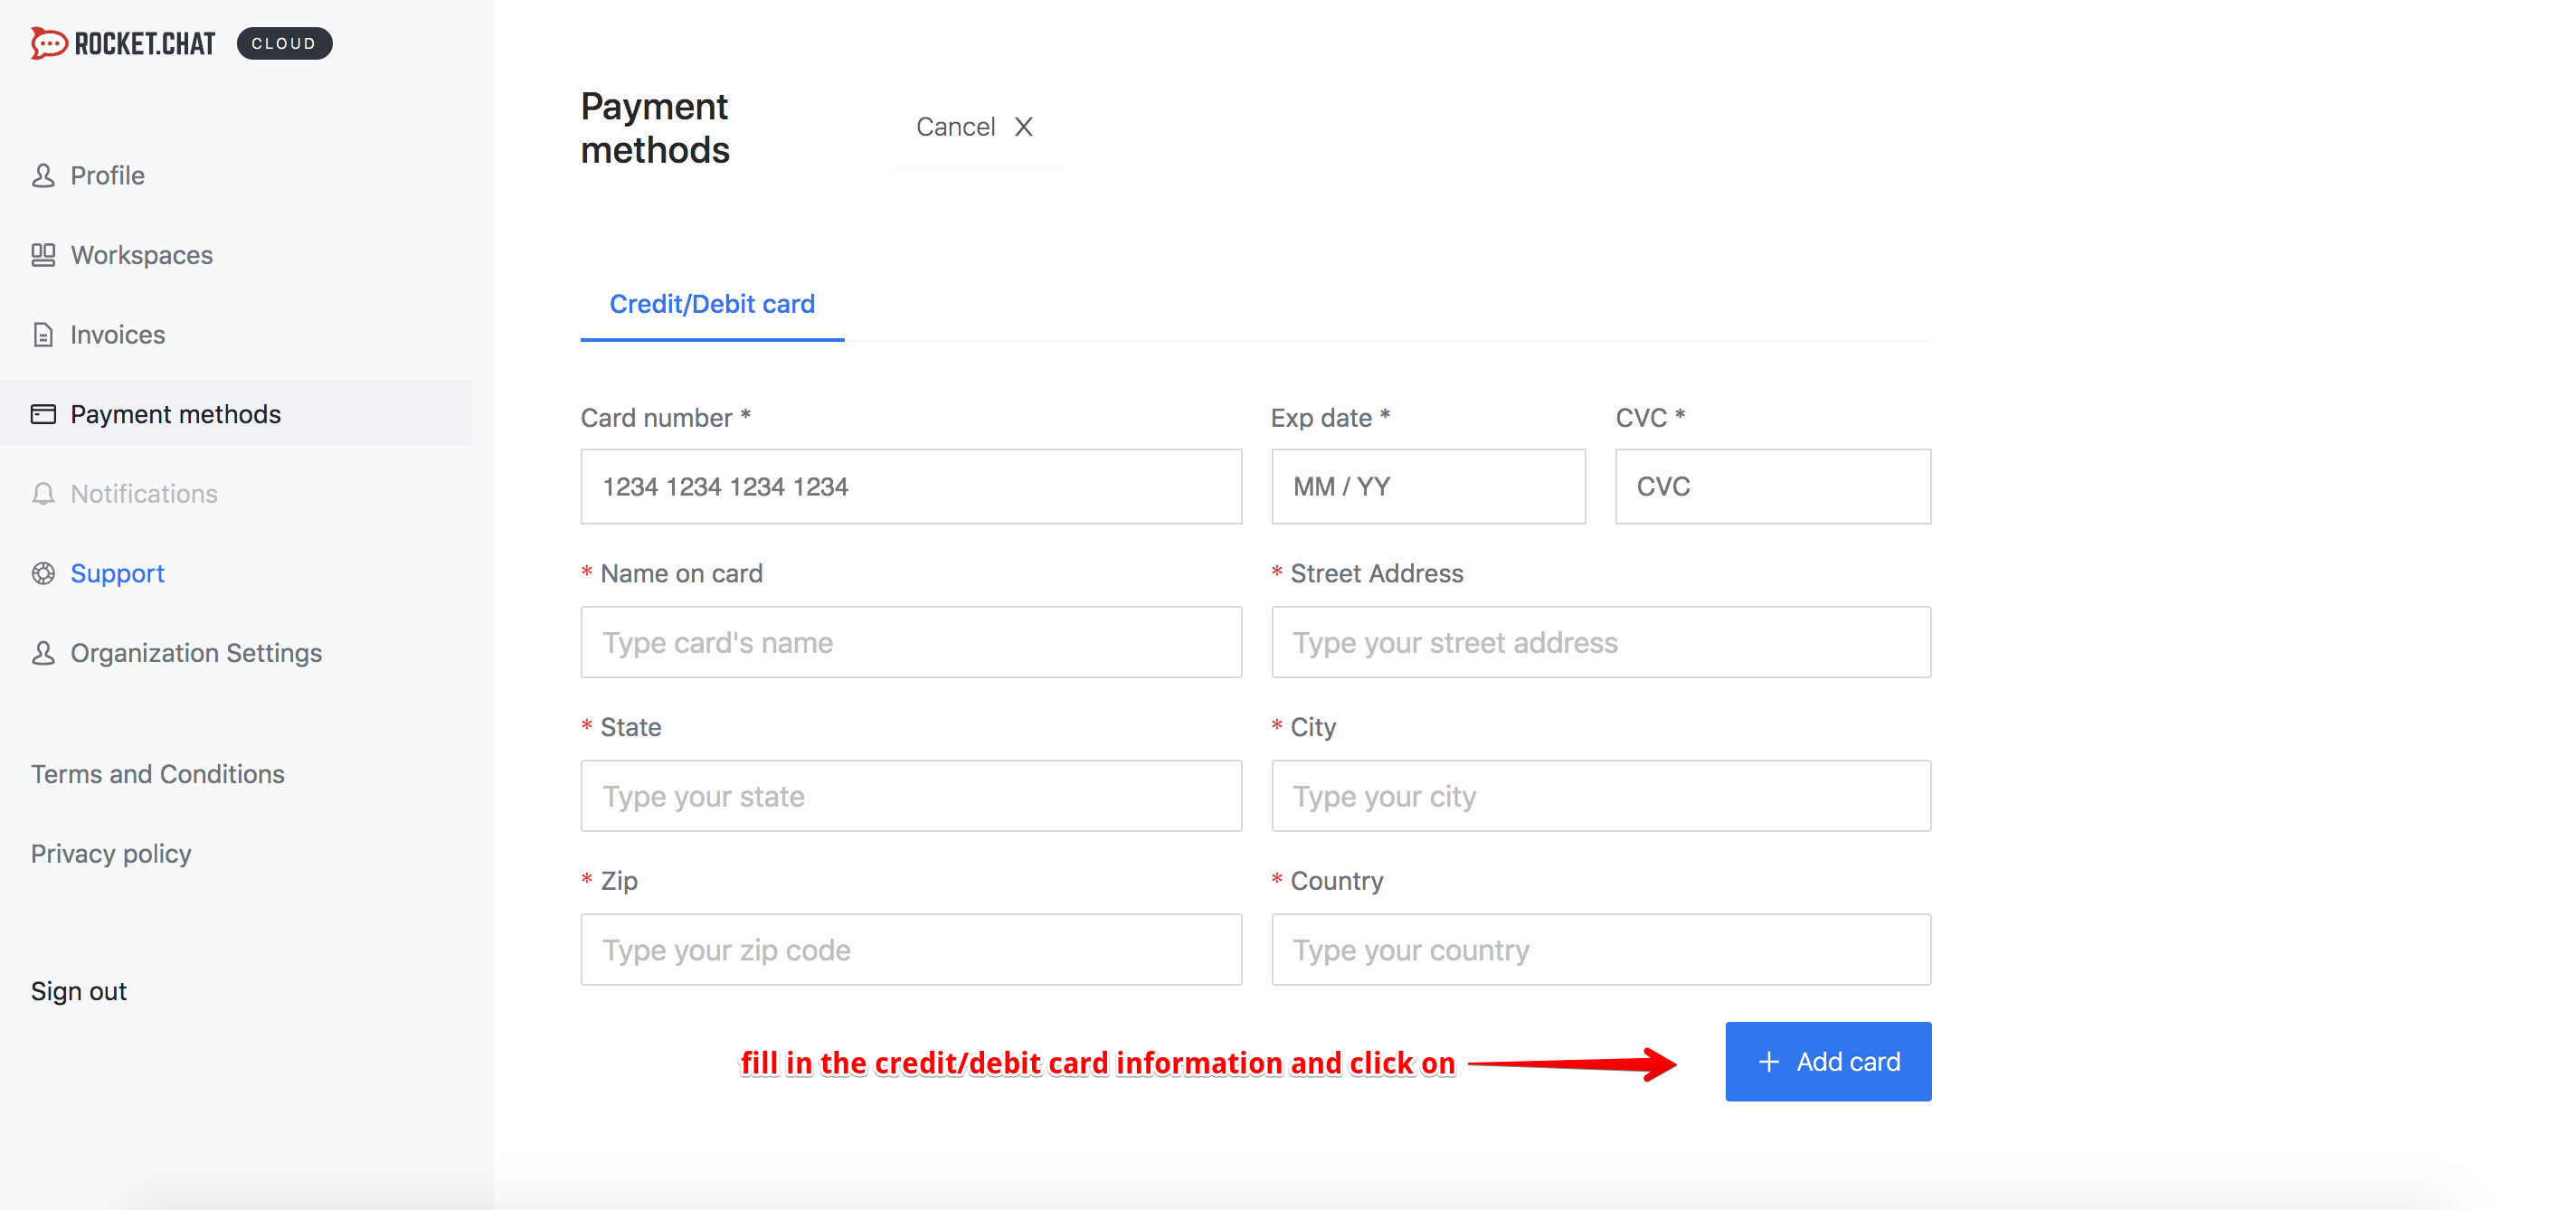 ROCKET.CHAT CLOUD
Profile
Workspaces
Invoices
Payment methods
Notifications
Support
Organization Settings
Terms and Conditions
Privacy policy
Sign out
Payment
methods
Cancel X
Credit/Debit card
Card number * Exp date * CVC *
1234 1234 1234 1234 MM / YY CVC
* Name on card * Street Address
Type card's name Type your street address
* State * City
Type your state Type your city
* Zip * Country
Type your zip code Type your country
fill in the credit/debit card information and click on + Add card